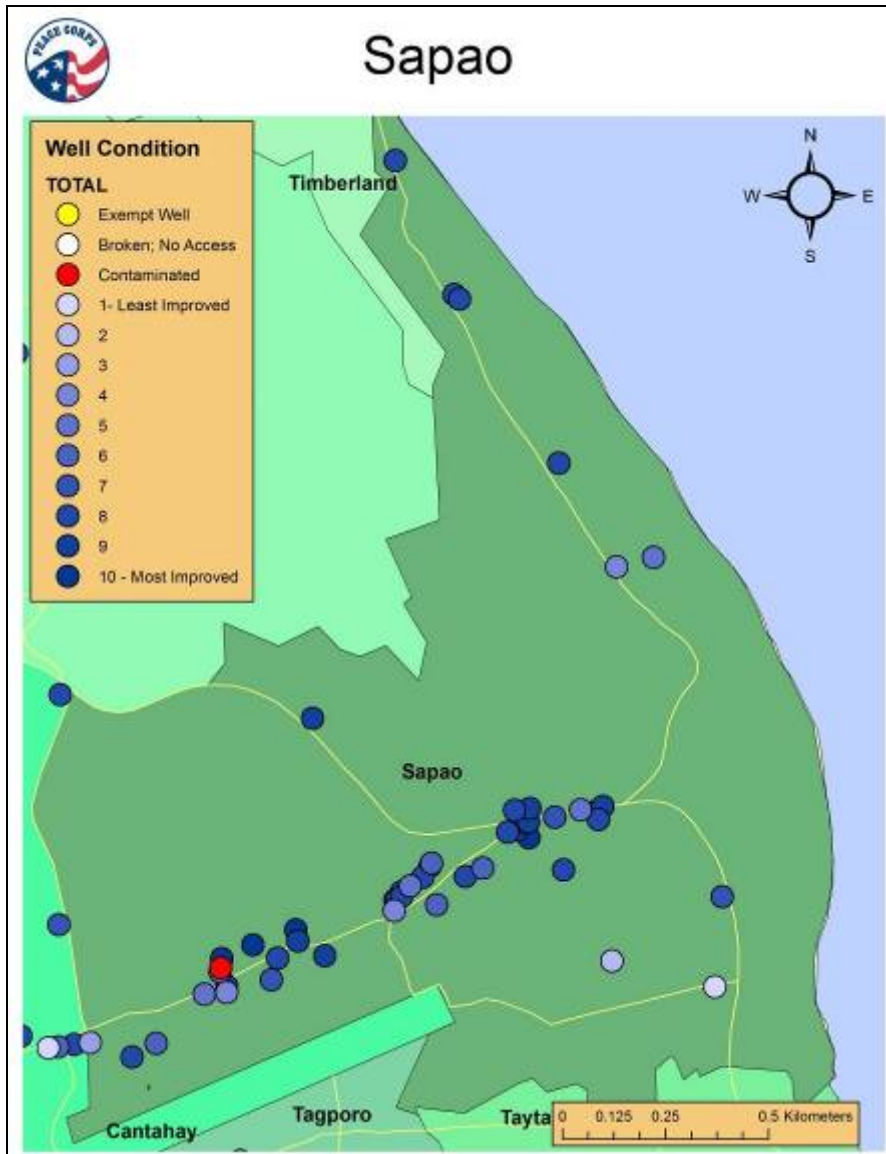 PEACE CORPS
Sapao
Well Condition
TOTAL
Exempt Well
Broken; No Access
Contaminated
1- Least Improved
2
3
4
5
6
7
8
9
10 - Most Improved
Timberland
N
W
E
S
Sapao
Cantahay
Tagporo
Tayta
0 0.125 0.25 0.5 Kilometers